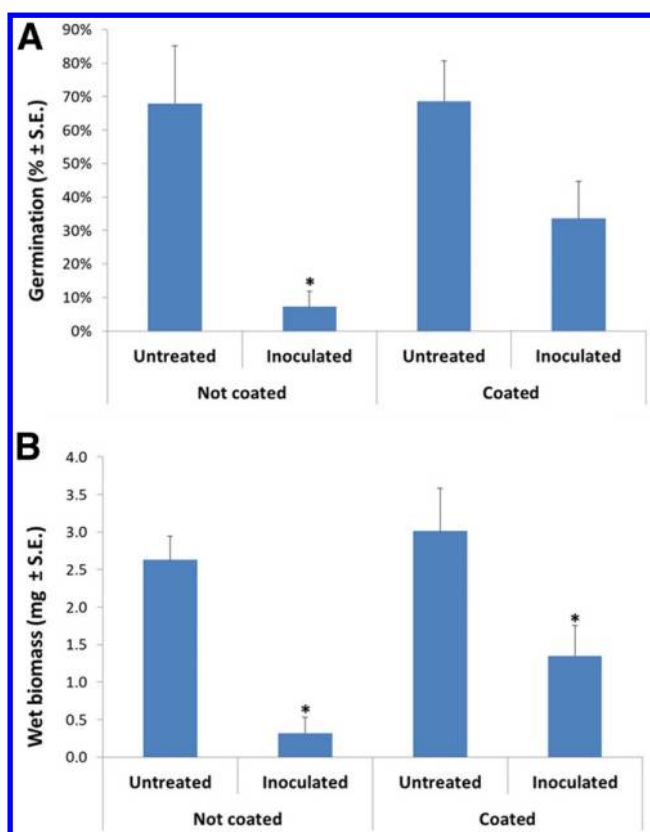 A
Germination (% ± S.E.)
90%
80%
70%
60%
50%
40%
30%
20%
10%
0%
*
Untreated Inoculated Untreated Inoculated
Not coated Coated
B
Wet biomass (mg ± S.E.)
4.0
3.5
3.0
2.5
2.0
1.5
1.0
0.5
0.0
*
*
Untreated Inoculated Untreated Inoculated
Not coated Coated